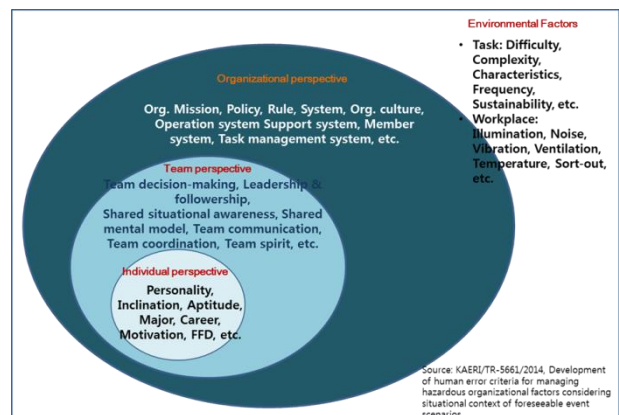 Environmental Factors
• Task: Difficulty,
Complexity,
Characteristics,
Frequency,
Sustainability, etc.
• Workplace:
Illumination, Noise,
Vibration, Ventilation,
Temperature, Sort-out,
etc.
Organizational perspective
Org. Mission, Policy, Rule, System, Org. culture,
Operation system Support system, Member
system, Task management system, etc.
Team perspective
Team decision-making, Leadership &
followership,
Shared situational awareness, Shared
mental model, Team communication,
Team coordination, Team spirit, etc.
Individual perspective
Personality,
Inclination, Aptitude,
Major, Career,
Motivation, FFD, etc.
Source: KAERI/TR-5661/2014, Development
of human error criteria for managing
hazardous organizational factors considering
situational context of foreseeable event
scenarios